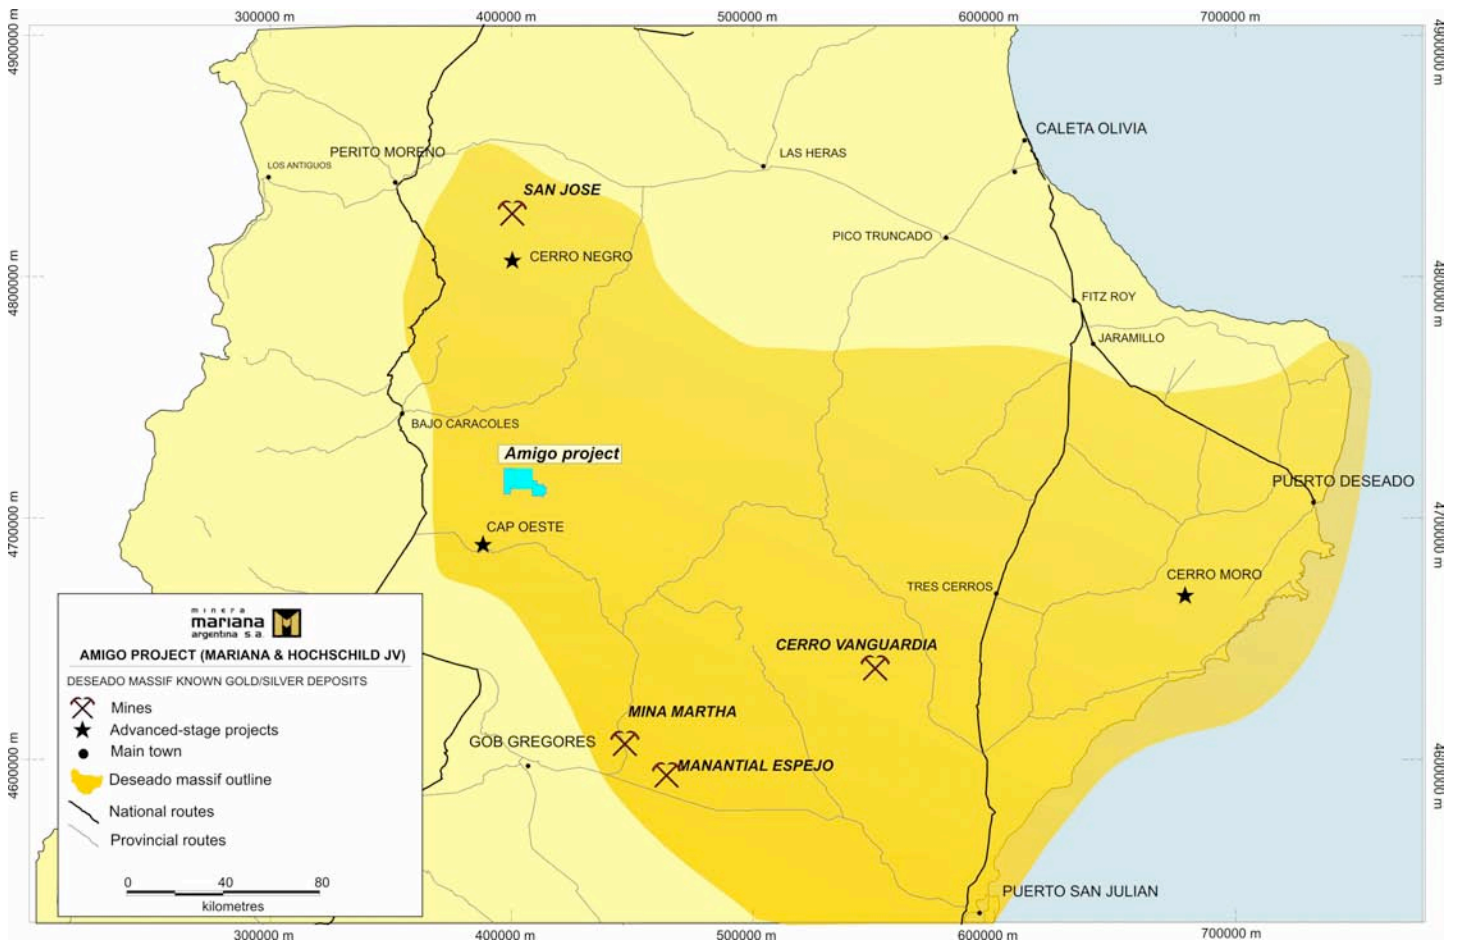 300000 m
400000 m
500000 m
600000 m
700000 m
4900000 m
4900000 m
CALETA OLIVIA
PERITO MORENO
LAS HERAS
LOS ANTIGUOS
SAN JOSE
PICO TRUNCADO
CERRO NEGRO
4800000 m
4800000 m
FITZ ROY
JARAMILLO
BAJO CARACOLES
Amigo project
PUERTO DESEADO
4700000 m
4700000 m
CAP OESTE
CERRO MORO
TRES CERROS
CERRO VANGUARDIA
MINA MARTHA
GOB GREGORES
MANANTIAL ESPEJO
4600000 m
4600000 m
PUERTO SAN JULIAN
minera
mariana
argentina s.a.
AMIGO PROJECT (MARIANA & HOCHSCHILD JV)
DESEADO MASSIF KNOWN GOLD/SILVER DEPOSITS
Mines
Advanced-stage projects
Main town
Deseado massif outline
National routes
Provincial routes
0 40 80
kilometres
300000 m
400000 m
500000 m
600000 m
700000 m